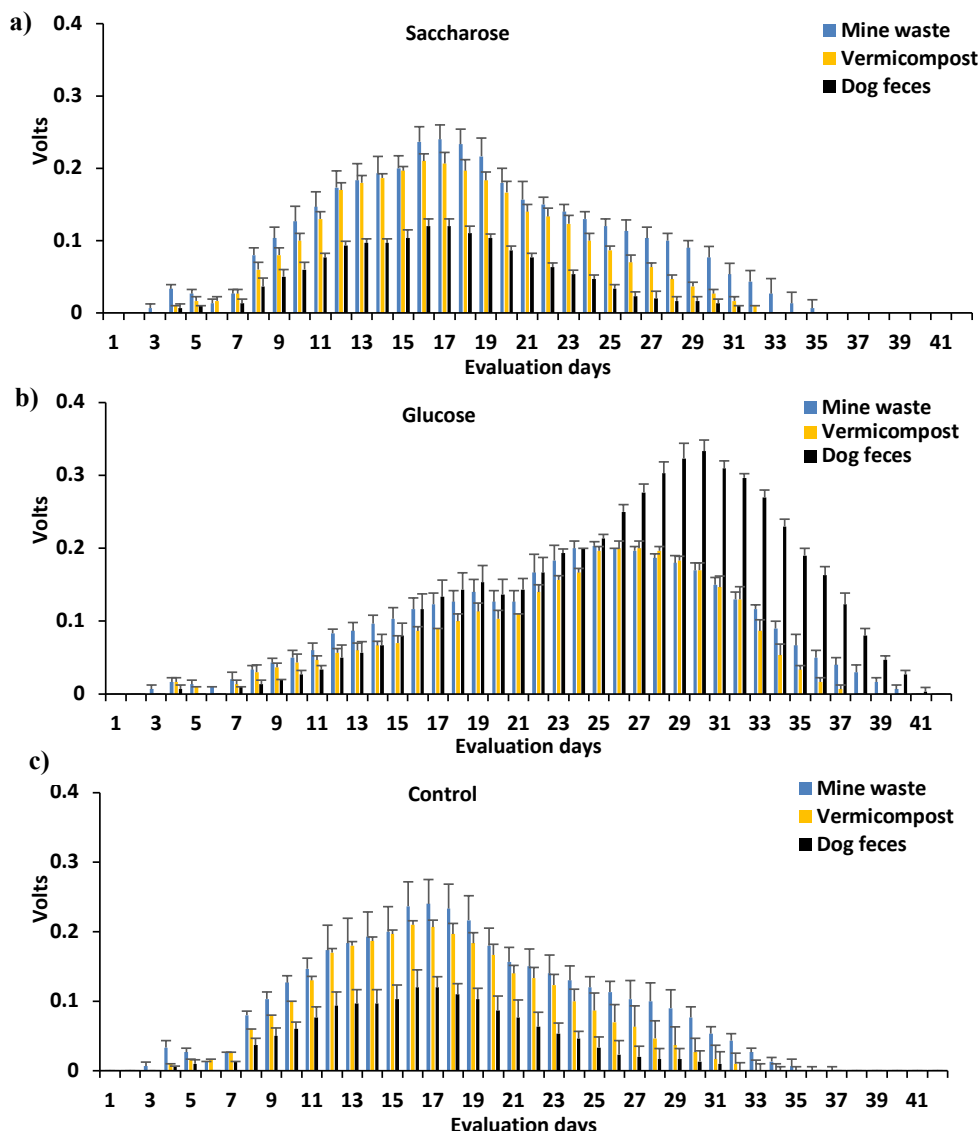 a)
Saccharose
Mine waste
Vermicompost
Dog feces
Volts
0.4
0.3
0.2
0.1
0
1 3 5 7 9 11 13 15 17 19 21 23 25 27 29 31 33 35 37 39 41
Evaluation days
b)
Glucose
Mine waste
Vermicompost
Dog feces
Volts
0.4
0.3
0.2
0.1
0
1 3 5 7 9 11 13 15 17 19 21 23 25 27 29 31 33 35 37 39 41
Evaluation days
c)
Control
Mine waste
Vermicompost
Dog feces
Volts
0.4
0.3
0.2
0.1
0
1 3 5 7 9 11 13 15 17 19 21 23 25 27 29 31 33 35 37 39 41
Evaluation days